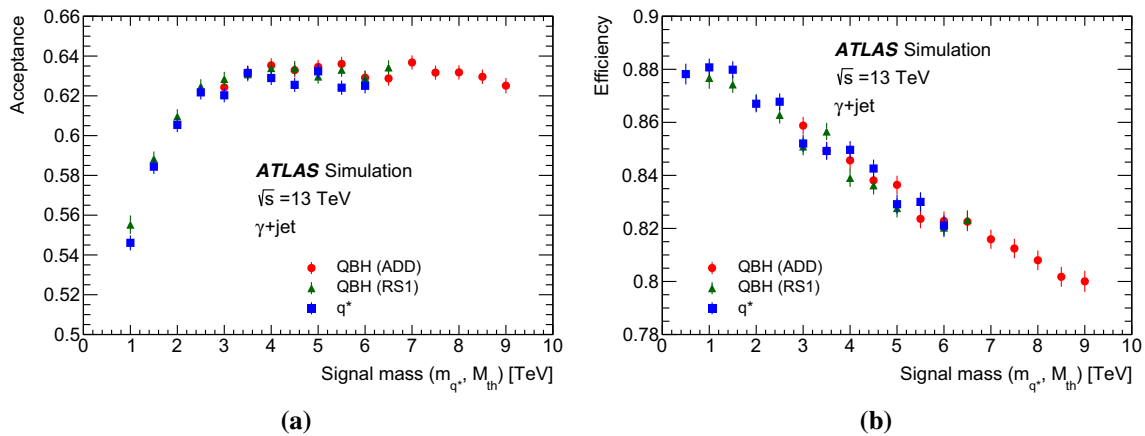 Acceptance
0.66
0.64
0.62
0.6
0.58
0.56
0.54
0.52
0.5
ATLAS Simulation
√s =13 TeV
γ+jet
QBH (ADD)
QBH (RS1)
q*
0 1 2 3 4 5 6 7 8 9 10
Signal mass (m_q*, M_th) [TeV]
(a)
Efficiency
0.9
0.88
0.86
0.84
0.82
0.8
0.78
ATLAS Simulation
√s =13 TeV
γ+jet
QBH (ADD)
QBH (RS1)
q*
0 1 2 3 4 5 6 7 8 9 10
Signal mass (m_q*, M_th) [TeV]
(b)